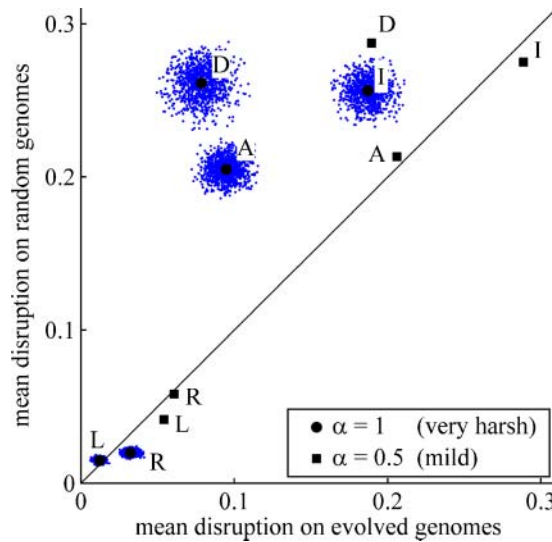 0.3
D
D
I
I
A
A
0.2
mean disruption on random genomes
0.1
R
L
L
R
α = 1 (very harsh)
α = 0.5 (mild)
0
0
0.1
0.2
0.3
mean disruption on evolved genomes